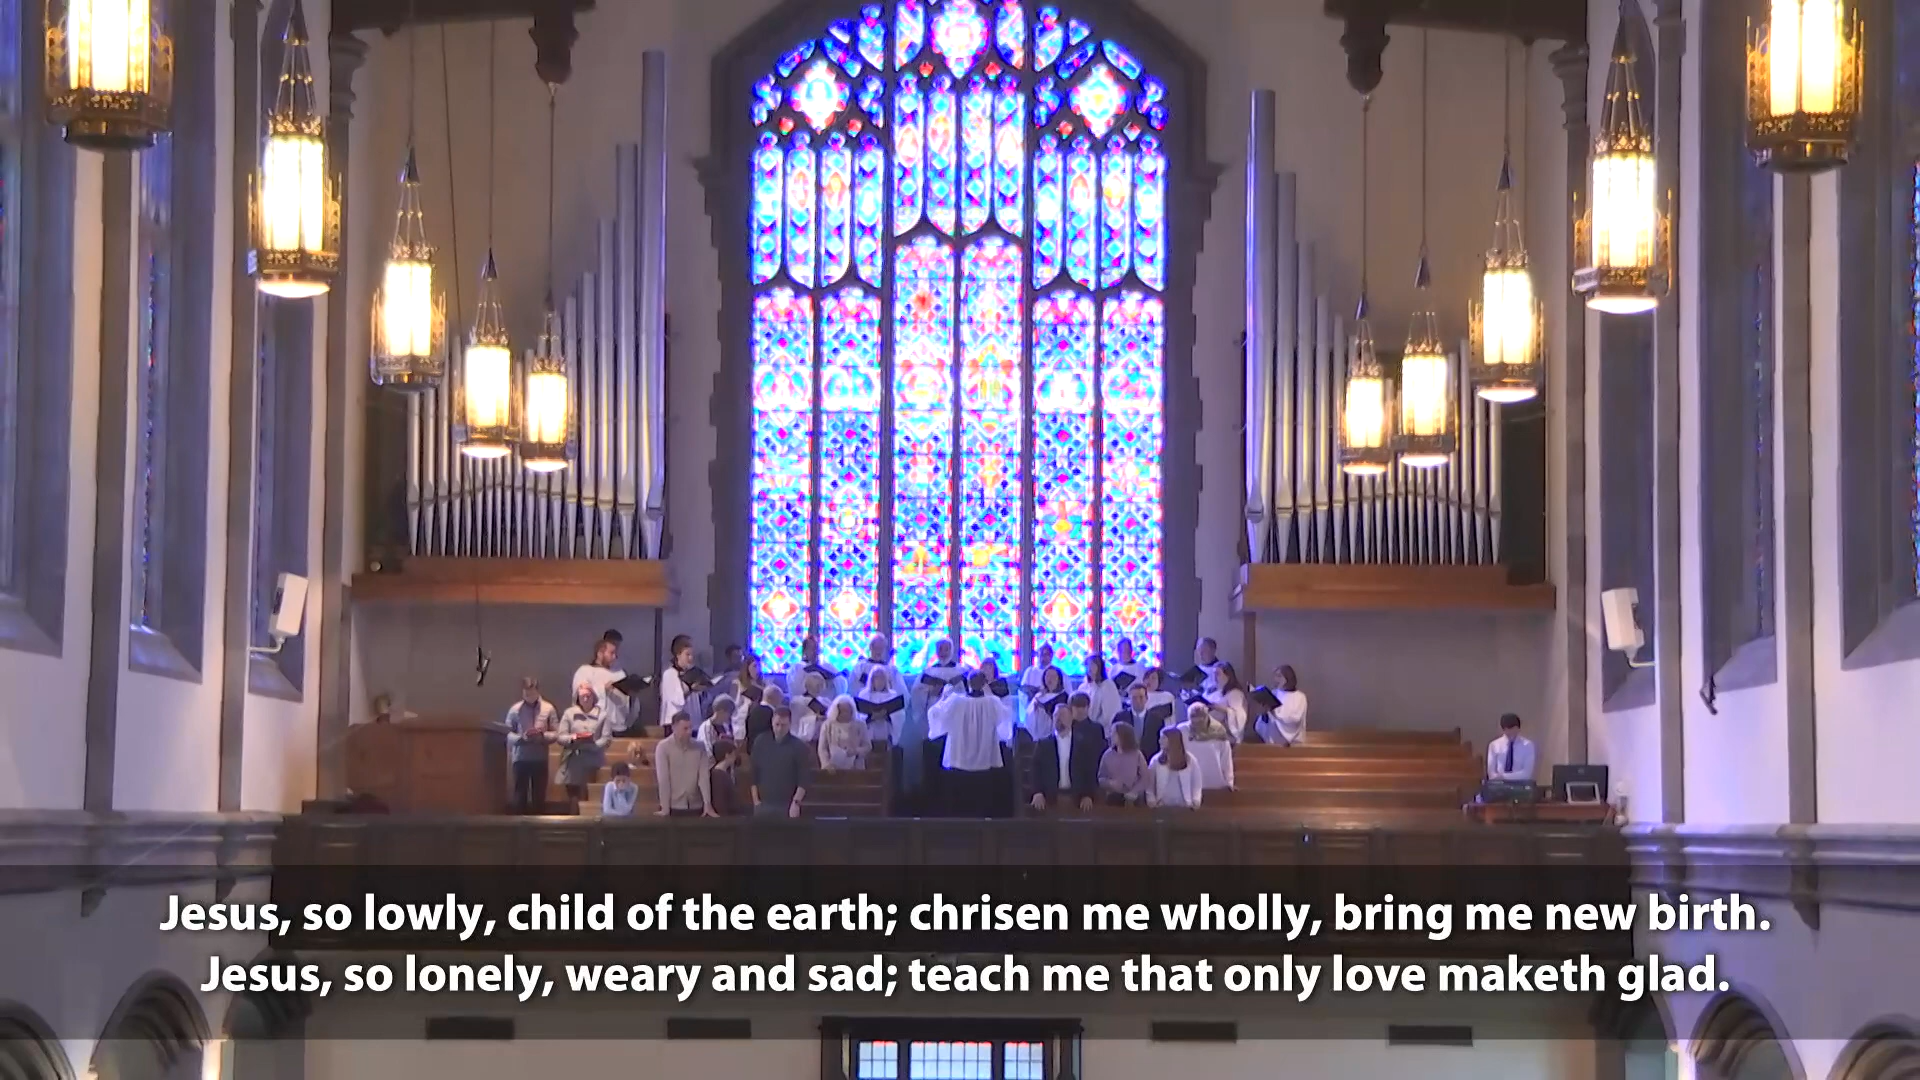 Jesus, so lowly, child of the earth; chrisen me wholly, bring me new birth.
Jesus, so lonely, weary and sad; teach me that only love maketh glad.